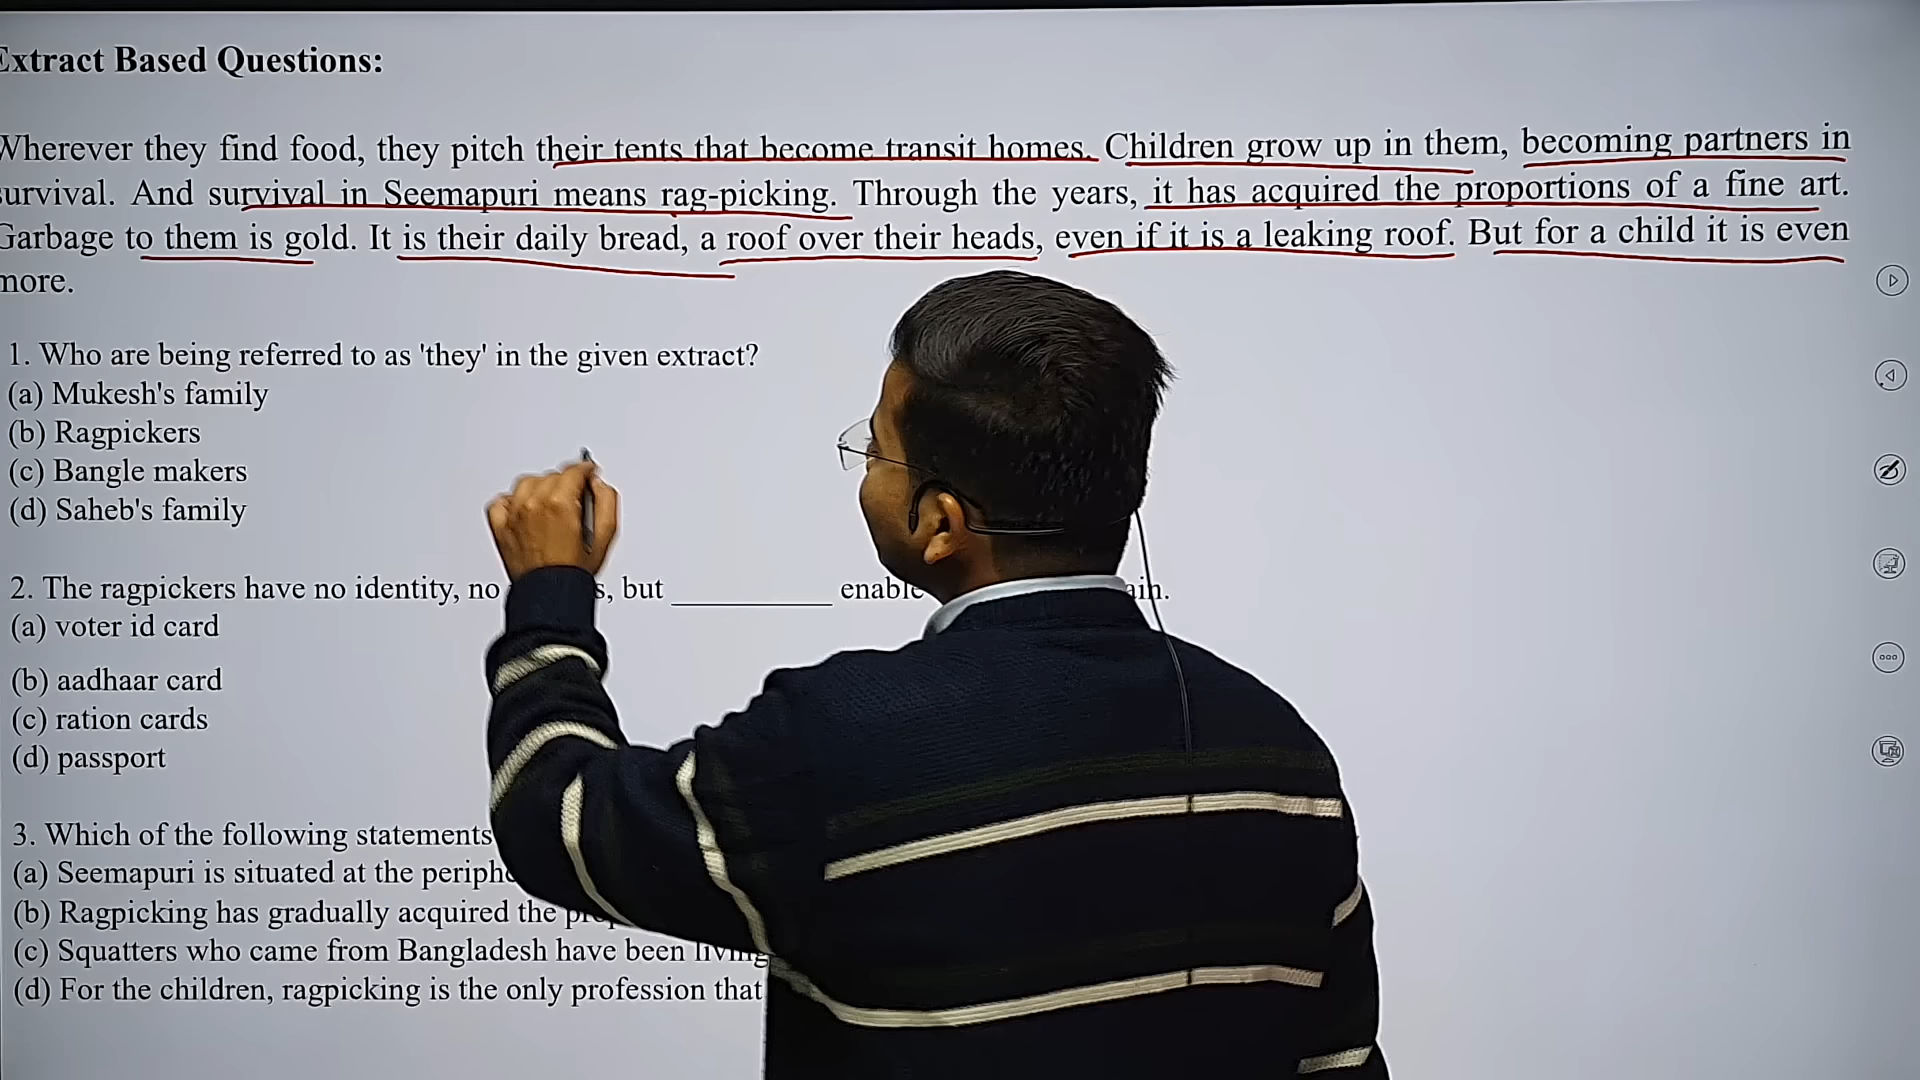 Extract Based Questions:
Wherever they find food, they pitch their tents that become transit homes. Children grow up in them, becoming partners in
survival. And survival in Seemapuri means rag-picking. Through the years, it has acquired the proportions of a fine art.
Garbage to them is gold. It is their daily bread, a roof over their heads, even if it is a leaking roof. But for a child it is even
more.
1. Who are being referred to as 'they' in the given extract?
(a) Mukesh's family
(b) Ragpickers
(c) Bangle makers
(d) Saheb's family
2. The ragpickers have no identity, no but __________ enable
(a) voter id card
(b) aadhaar card
(c) ration cards
(d) passport
3. Which of the following statements
(a) Seemapuri is situated at the
(b) Ragpicking has gradually acquired the
(c) Squatters who came from Bangladesh have been living
(d) For the children, ragpicking is the only profession that